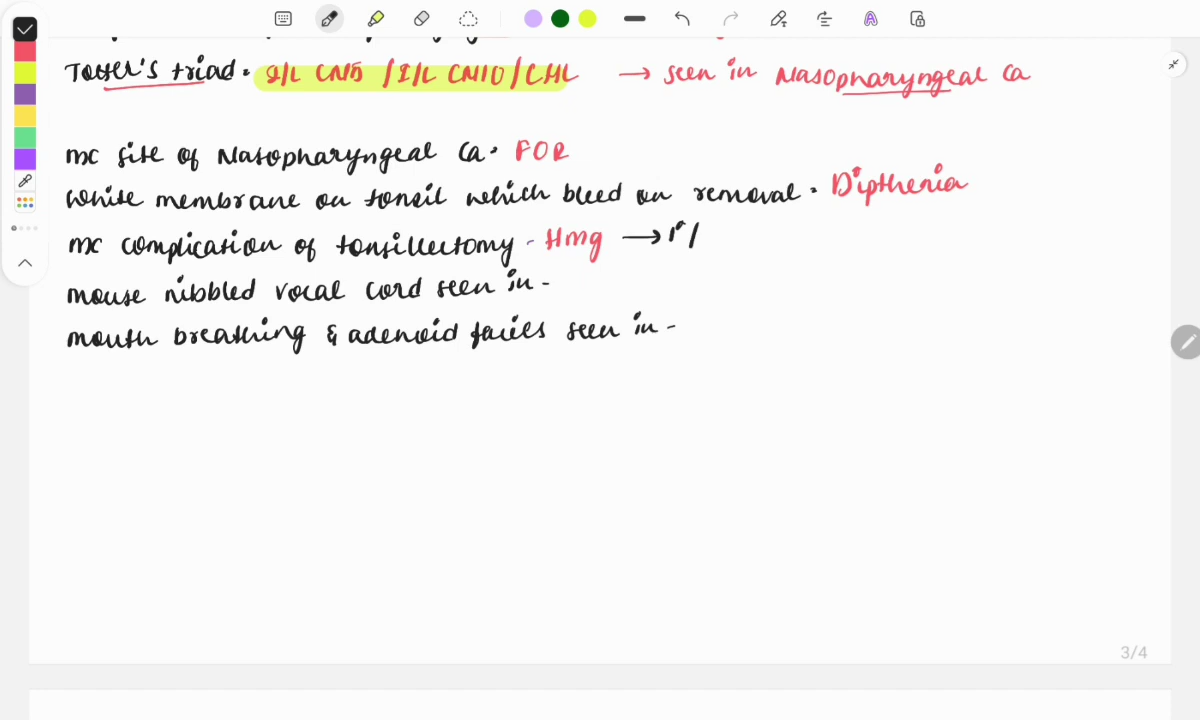 Totter's triad = I/L CN5 / I/L CN10 / CHL → seen in Nasopharyngeal Ca
mc site of Nasopharyngeal Ca - FOR
White membrane on tonsil which bleed on removal - Diptheria
mc complication of tonsillectomy - Hmg → 1° /
mouse nibbled vocal cord seen in -
mouth breathing & adenoid facies seen in -
3/4